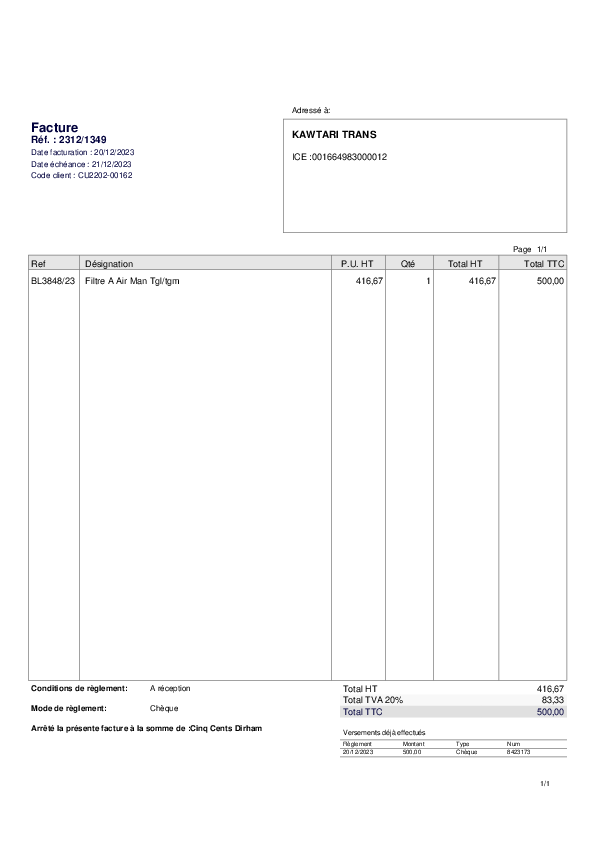 Adressé à:
Facture
Réf. : 2312/1349
Date facturation : 20/12/2023
Date échéance : 21/12/2023
Code client : CU2202-00162
KAWTARI TRANS
ICE :001664983000012
Page 1/1
Ref Désignation P.U. HT Qté Total HT Total TTC
BL3848/23 Filtre A Air Man Tgl/tgm 416,67 1 416,67 500,00
Conditions de règlement: A réception
Mode de règlement: Chèque
Arrêté la présente facture à la somme de :Cinq Cents Dirham
Total HT 416,67
Total TVA 20% 83,33
Total TTC 500,00
Versements déjà effectués
Règlement Montant Type Num
20/12/2023 500,00 Chèque 8423173
1/1